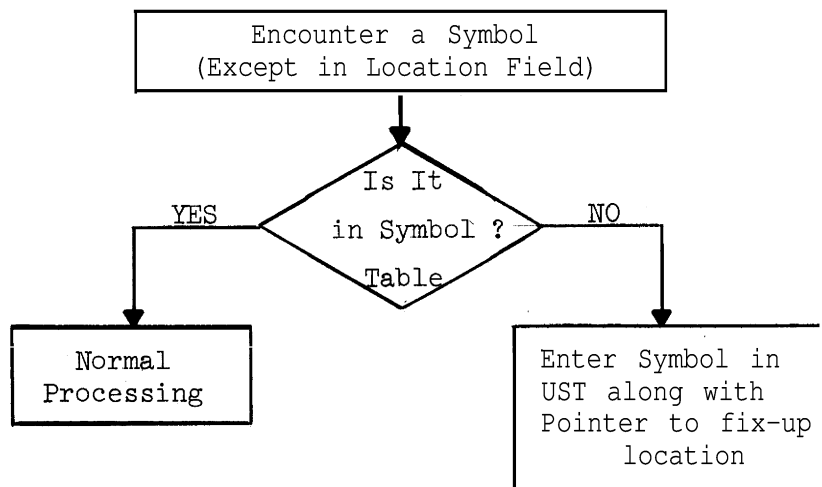 Encounter a Symbol
(Except in Location Field)
Is It
YES
in Symbol ?
NO
Table
Normal
Processing
Enter Symbol in
UST along with
Pointer to fix-up
location